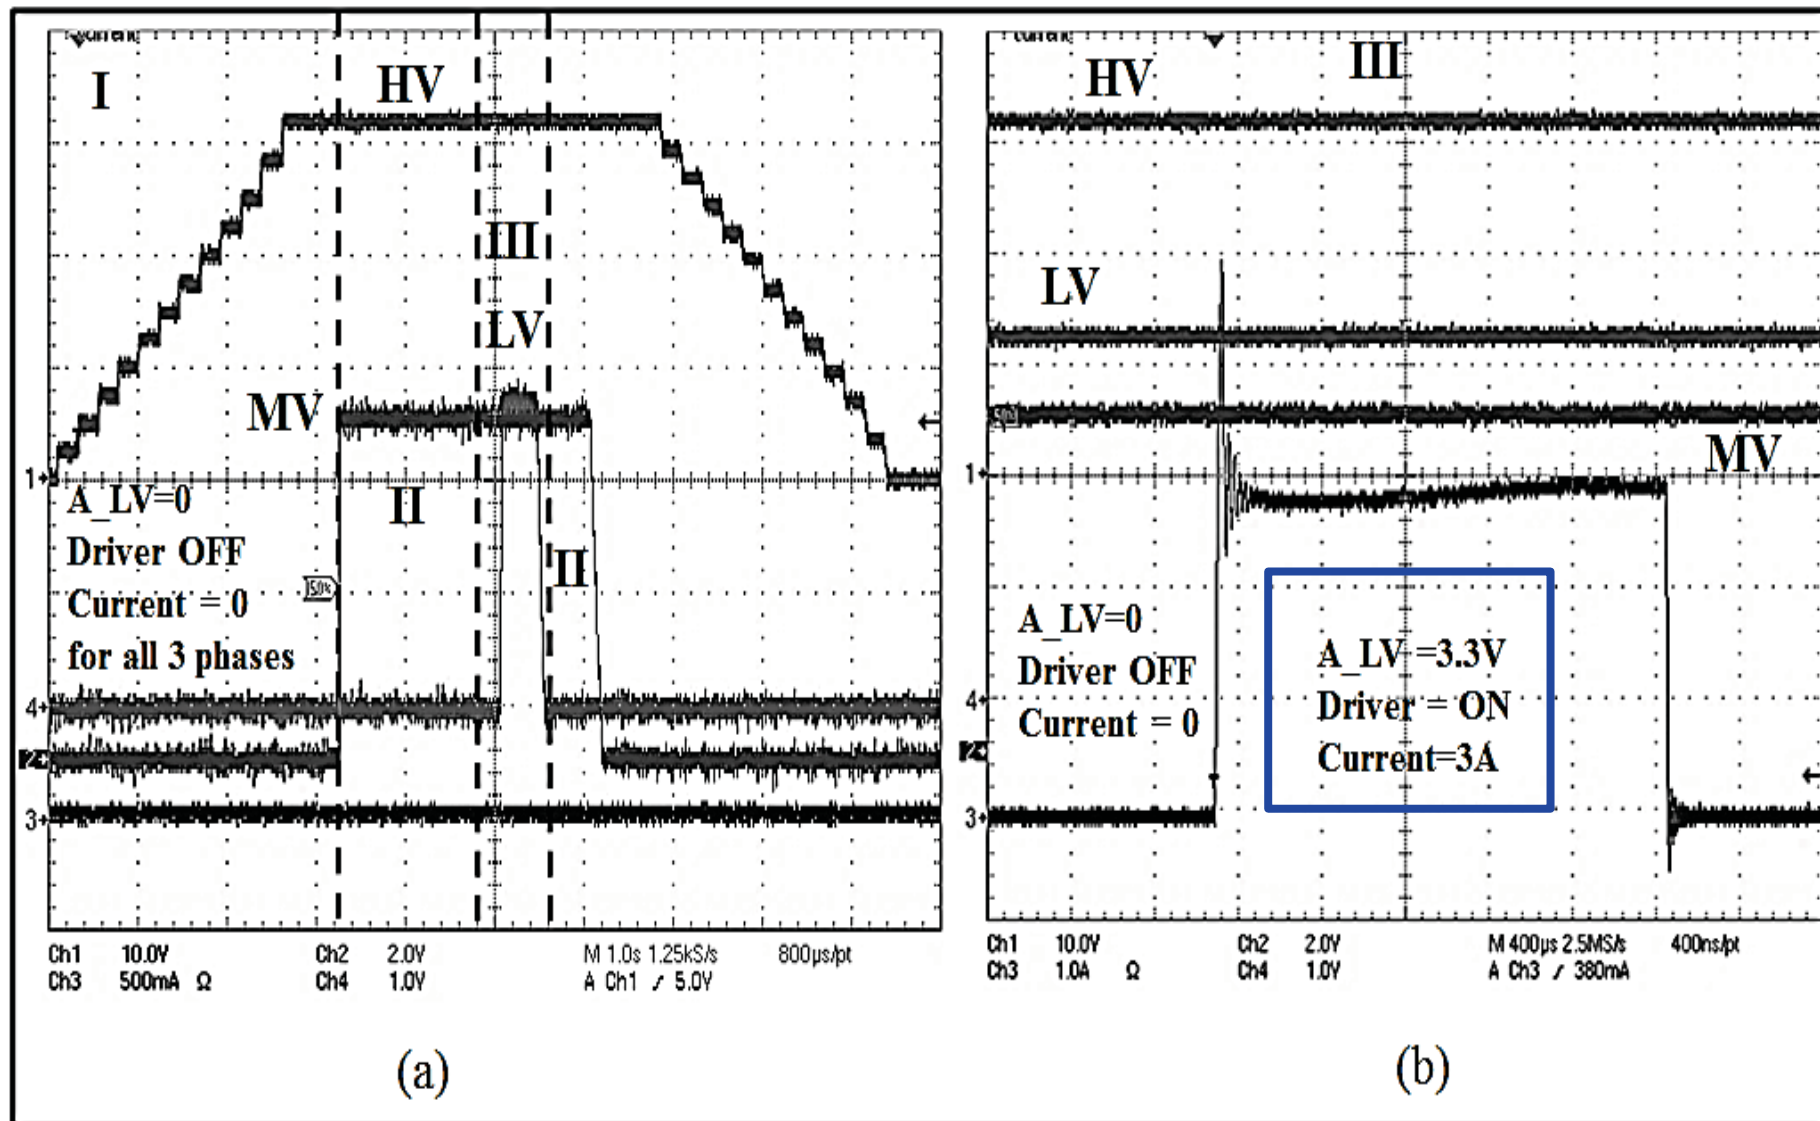 I
HV
III
LV
MV
1
A_LV=0
Driver OFF
Current = 0
for all 3 phases
II
II
4
2
3
Ch1 10.0V Ch2 2.0V M 1.0s 1.25kS/s 800µs/pt
Ch3 500mA Ω Ch4 1.0V A Ch1 / 5.0V
(a)
current
HV
III
LV
MV
1
A_LV=0
Driver OFF
Current = 0
A_LV =3.3V
Driver = ON
Current=3A
4
2
3
Ch1 10.0V Ch2 2.0V M 400µs 2.5MS/s 400ns/pt
Ch3 1.0A Ω Ch4 1.0V A Ch3 / 380mA
(b)